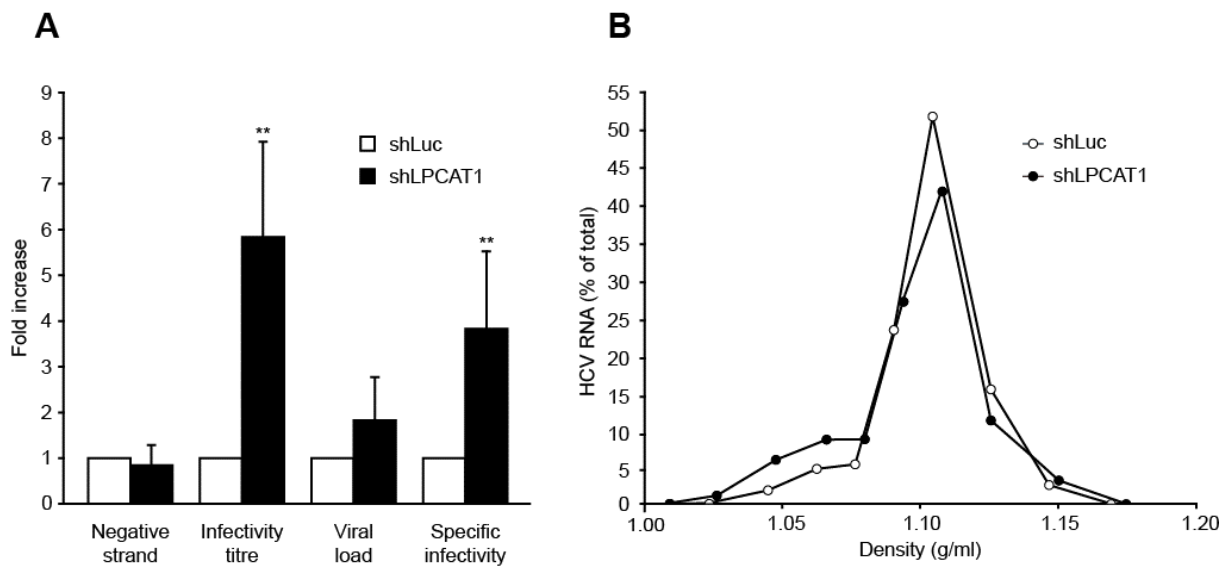 A
9
8
7
6
5
4
3
2
1
0
Fold increase
**
**
shLuc
shLPCAT1
Negative strand
Infectivity titre
Viral load
Specific infectivity
B
55
50
45
40
35
30
25
20
15
10
5
0
HCV RNA (% of total)
shLuc
shLPCAT1
1.00 1.05 1.10 1.15 1.20
Density (g/ml)